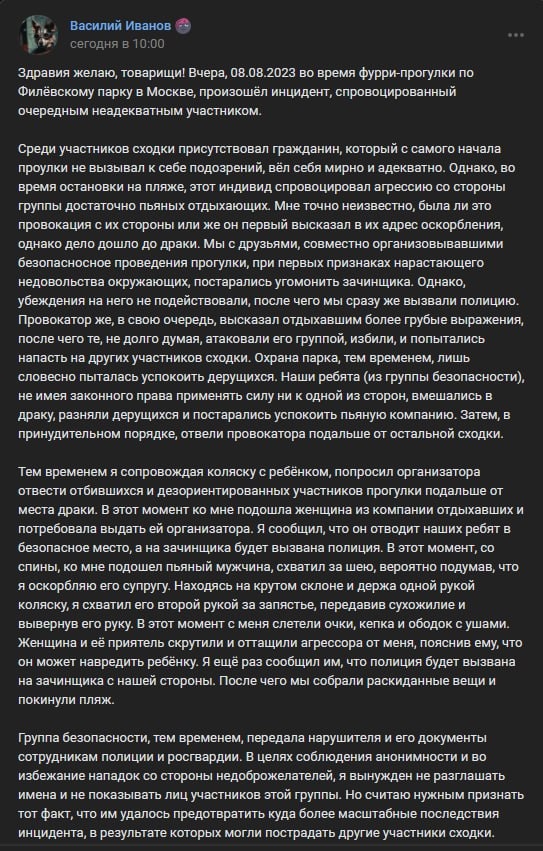 Василий Иванов
сегодня в 10:00
Здравия желаю, товарищи! Вчера, 08.08.2023 во время фурри-прогулки по
Филёвскому парку в Москве, произошёл инцидент, спровоцированный
очередным неадекватным участником.
Среди участников сходки присутствовал гражданин, который с самого начала
проулки не вызывал к себе подозрений, вёл себя мирно и адекватно. Однако, во
время остановки на пляже, этот индивид спровоцировал агрессию со стороны
группы достаточно пьяных отдыхающих. Мне точно неизвестно, была ли это
провокация с их стороны или же он первый высказал в их адрес оскорбления,
однако дело дошло до драки. Мы с друзьями, совместно организовывавшими
безопасносное проведения прогулки, при первых признаках нарастающего
недовольства окружающих, постарались угомонить зачинщика. Однако,
убеждения на него не подействовали, после чего мы сразу же вызвали полицию.
Провокатор же, в свою очередь, высказал отдыхавшим более грубые выражения,
после чего те, не долго думая, атаковали его группой, избили, и попытались
напасть на других участников сходки. Охрана парка, тем временем, лишь
словесно пыталась успокоить дерущихся. Наши ребята (из группы безопасности),
не имея законного права применять силу ни к одной из сторон, вмешались в
драку, разняли дерущихся и постарались успокоить пьяную компанию. Затем, в
принудительном порядке, отвели провокатора подальше от остальной сходки.
Тем временем я сопровождая коляску с ребёнком, попросил организатора
отвести отбившихся и дезориентированных участников прогулки подальше от
места драки. В этот момент ко мне подошла женщина из компании отдыхавших и
потребовала выдать ей организатора. Я сообщил, что он отводит наших ребят в
безопасное место, а на зачинщика будет вызвана полиция. В этот момент, со
спины, ко мне подошел пьяный мужчина, схватил за шею, вероятно подумав, что
я оскорбляю его супругу. Находясь на крутом склоне и держа одной рукой
коляску, я схватил его второй рукой за запястье, передавив сухожилие и
вывернув его руку. В этот момент с меня слетели очки, кепка и ободок с ушами.
Женщина и её приятель скрутили и оттащили агрессора от меня, пояснив ему, что
он может навредить ребёнку. Я ещё раз сообщил им, что полиция будет вызвана
на зачинщика с нашей стороны. После чего мы собрали раскиданные вещи и
покинули пляж.
Группа безопасности, тем временем, передала нарушителя и его документы
сотрудникам полиции и росгвардии. В целях соблюдения анонимности и во
избежание нападок со стороны недоброжелателей, я вынужден не разглашать
имена и не показывать лиц участников этой группы. Но считаю нужным признать
тот факт, что им удалось предотвратить куда более масштабные последствия
инцидента, в результате которых могли пострадать другие участники сходки.